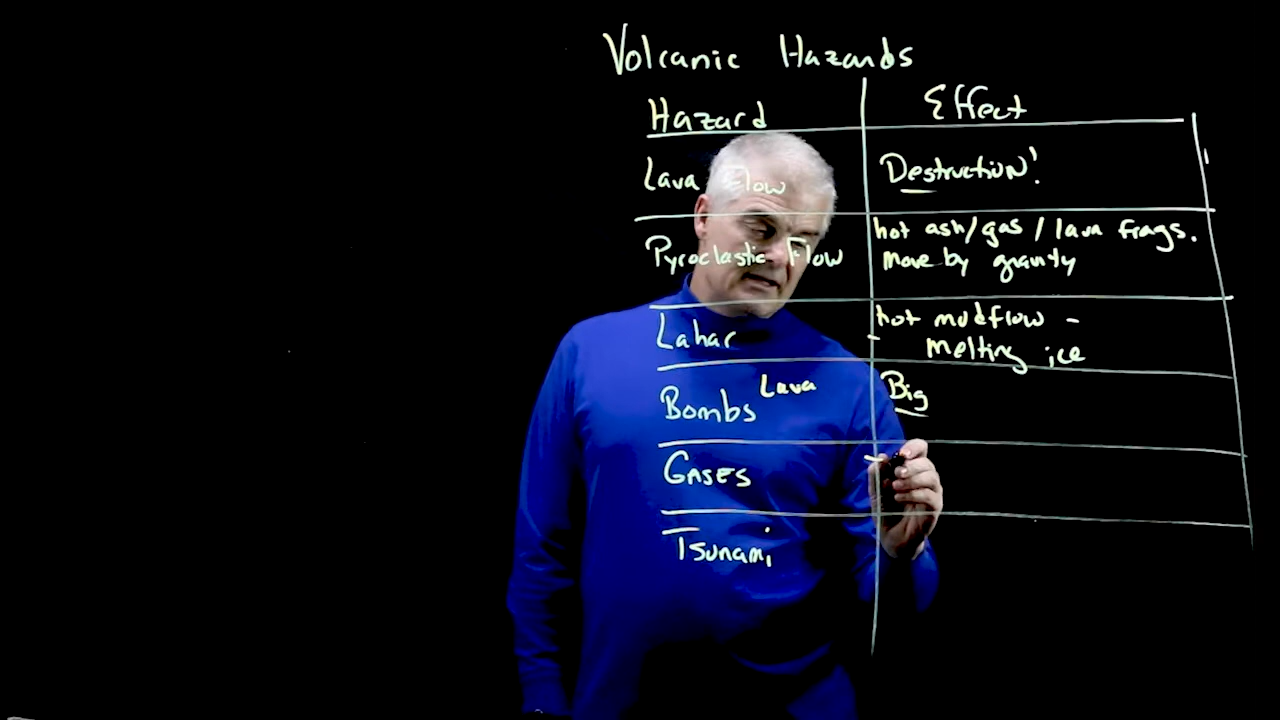 Volcanic Hazards
Hazard Effect
Lava Flow Destruction!
Pyroclastic Flow hot ash/gas/lava frags.
move by gravity
Lahar hot mudflow -
melting ice
Bombs Lava Big
Gases
Tsunami